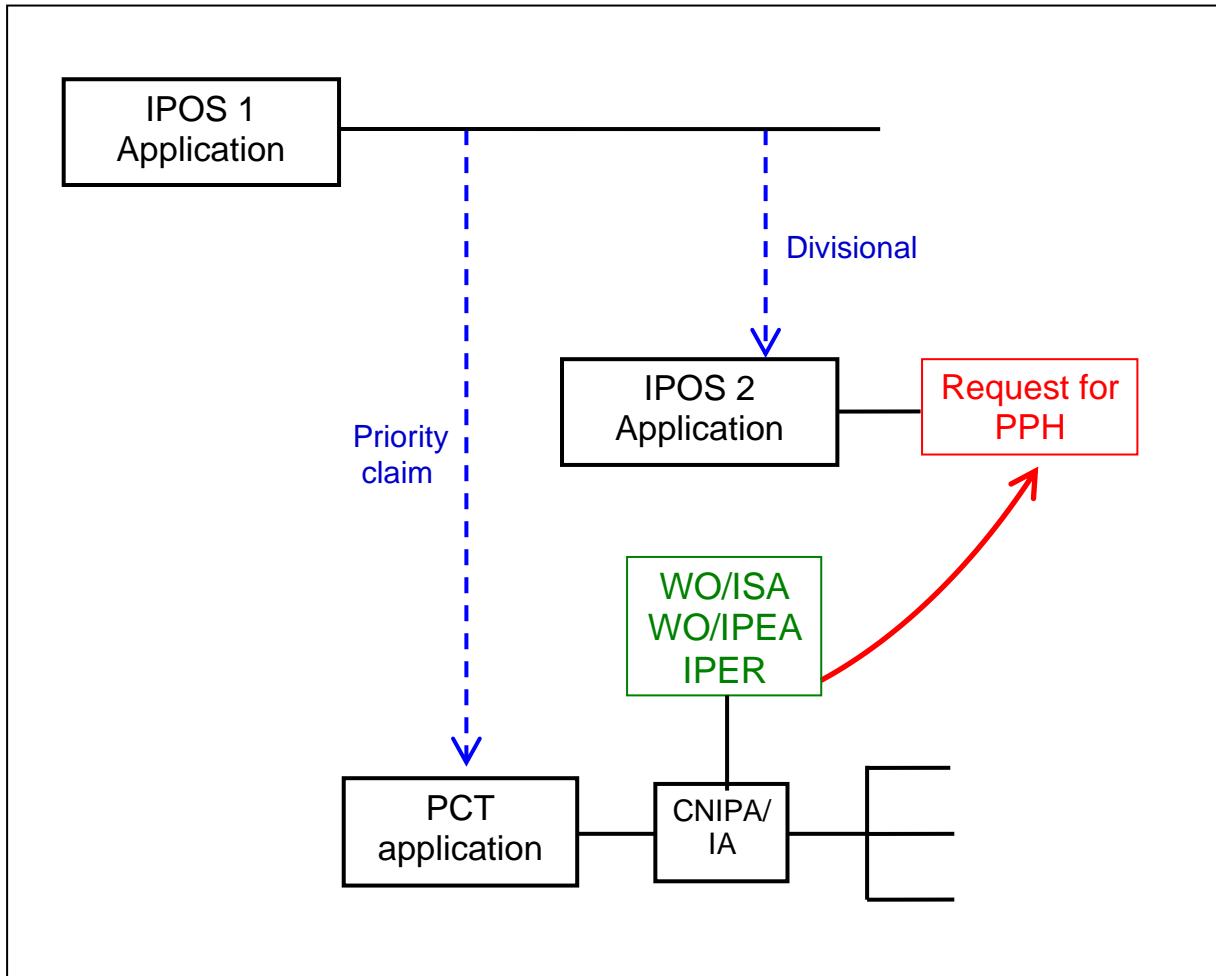 IPOS 1
Application
Divisional
IPOS 2
Application
Request for
PPH
Priority
claim
WO/ISA
WO/IPEA
IPER
PCT
application
CNIPA/
IA